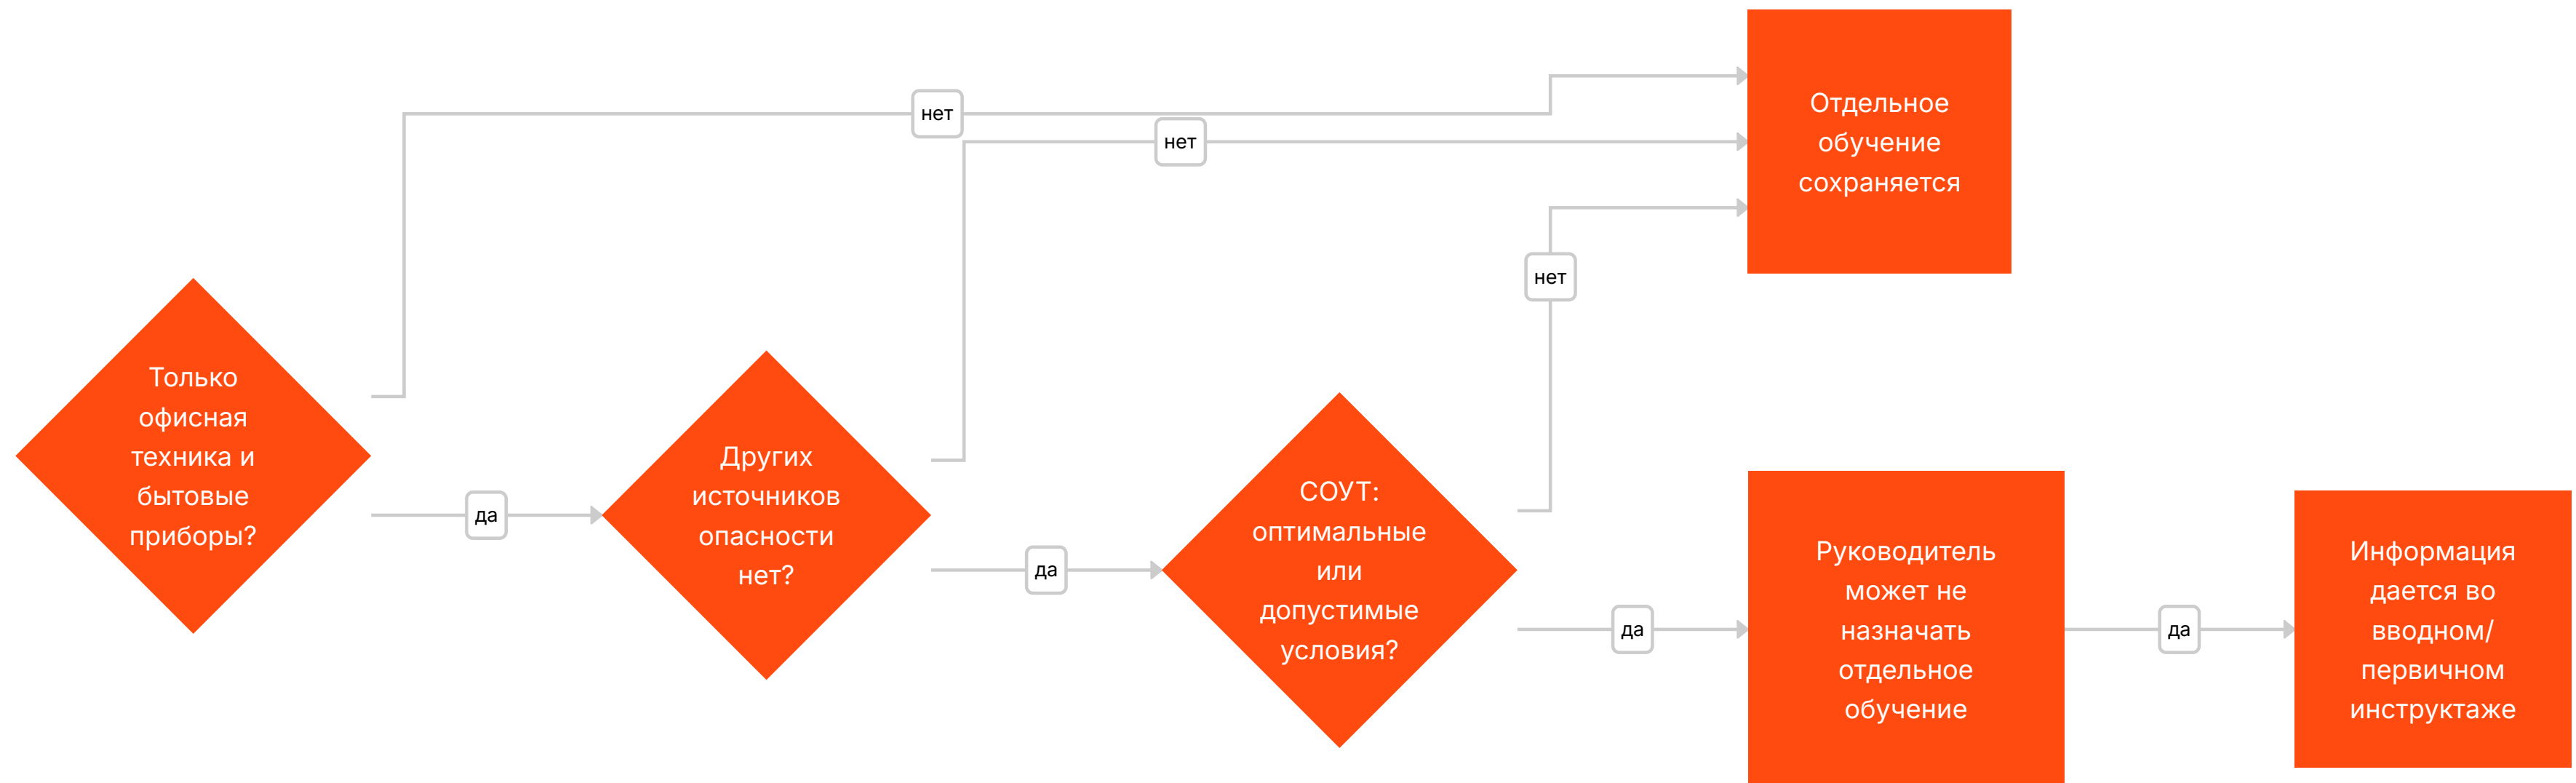 Только
офисная
техника и
бытовые
приборы?
нет
да
Других
источников
опасности
нет?
нет
да
СОУТ:
оптимальные
или
допустимые
условия?
нет
да
Отдельное
обучение
сохраняется
Руководитель
может не
назначать
отдельное
обучение
да
Информация
дается во
вводном/
первичном
инструктаже